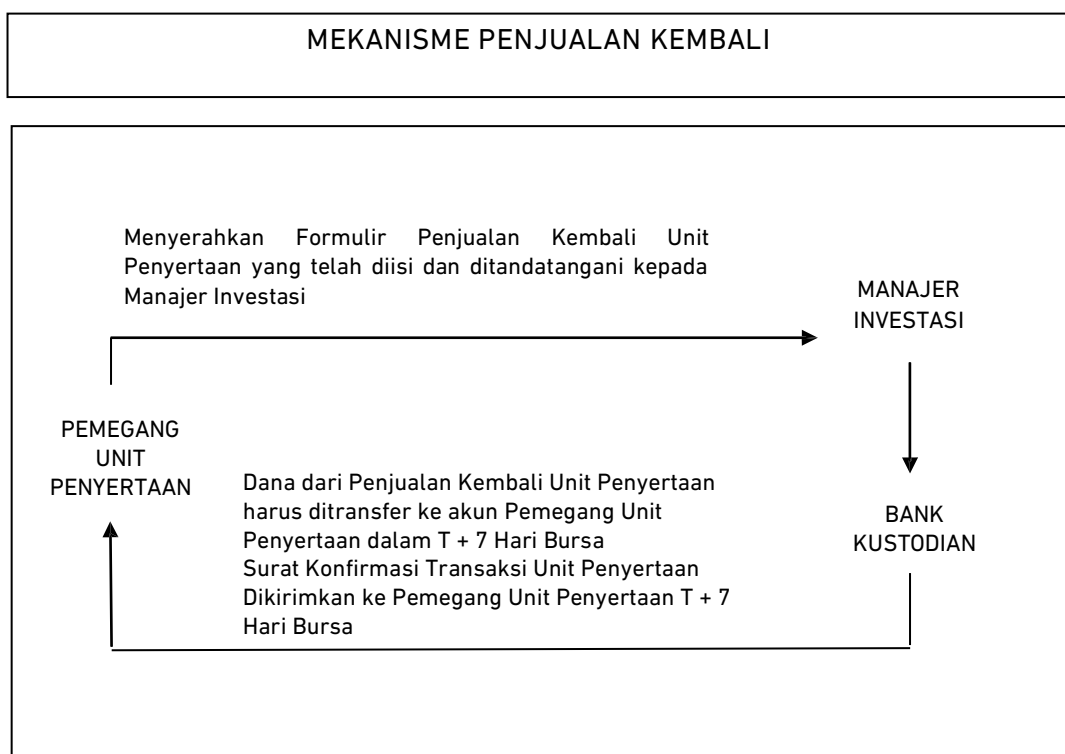 MEKANISME PENJUALAN KEMBALI
Menyerahkan Formulir Penjualan Kembali Unit
Penyertaan yang telah diisi dan ditandatangani kepada
Manajer Investasi
MANAJER
INVESTASI
PEMEGANG
UNIT
PENYERTAAN
Dana dari Penjualan Kembali Unit Penyertaan
harus ditransfer ke akun Pemegang Unit
Penyertaan dalam T + 7 Hari Bursa
Surat Konfirmasi Transaksi Unit Penyertaan
Dikirimkan ke Pemegang Unit Penyertaan T + 7
Hari Bursa
BANK
KUSTODIAN